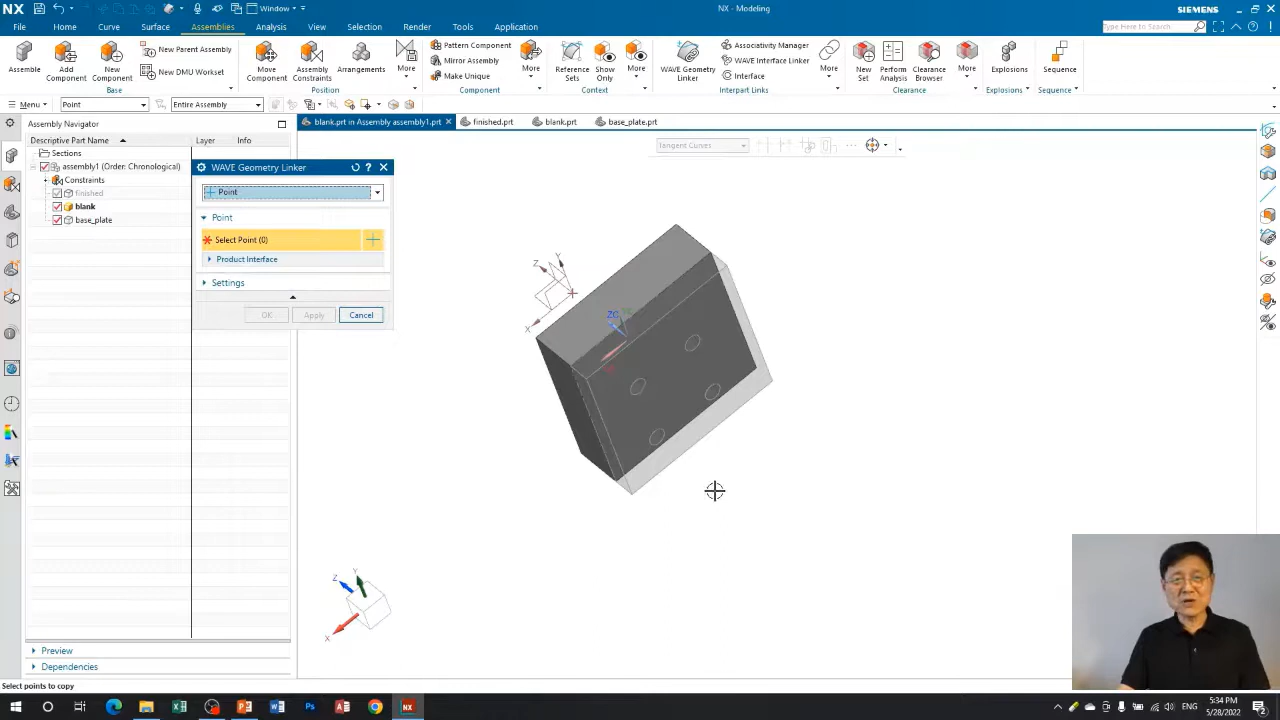 NX
Window
NX - Modeling
SIEMENS
File
Home
Curve
Surface
Assemblies
Analysis
View
Selection
Render
Tools
Application
Type Here to Search
Assemble
Add
Component
New
Component
New Parent Assembly
New DMU Workset
Base
Move
Component
Assembly
Constraints
Arrangements
More
Position
Pattern Component
Mirror Assembly
Make Unique
More
Component
Reference
Sets
Show
Only
More
Context
WAVE Geometry
Linker
Associativity Manager
WAVE Interface Linker
Interface
More
Interpart Links
New
Set
Perform
Analysis
Clearance
Browser
More
Clearance
Explosions
Explosions
Sequence
Sequence
Menu
Point
Entire Assembly
Assembly Navigator
blank.prt in Assembly assembly1.prt
finished.prt
blank.prt
base_plate.prt
Descriptive Part Name
Layer
Info
Tangent Curves
Sections
assembly1 (Order: Chronological)
Constraints
finished
blank
base_plate
WAVE Geometry Linker
Point
Point
Select Point (0)
Product Interface
Settings
OK
Apply
Cancel
Z
Y
X
ZC
Z
Y
X
Preview
Dependencies
Select points to copy
ENG
5:34 PM
5/28/2022